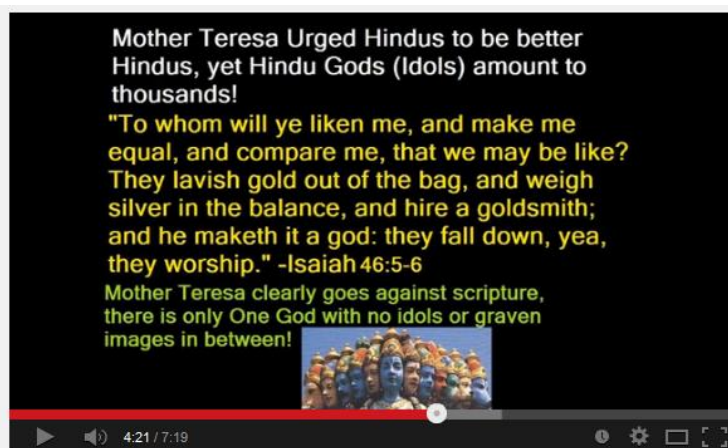 Mother Teresa Urged Hindus to be better
Hindus, yet Hindu Gods (Idols) amount to
thousands!
"To whom will ye liken me, and make me
equal, and compare me, that we may be like?
They lavish gold out of the bag, and weigh
silver in the balance, and hire a goldsmith;
and he maketh it a god: they fall down, yea,
they worship." -Isaiah 46:5-6
Mother Teresa clearly goes against scripture,
there is only One God with no idols or graven
images in between!
4:21 / 7:19